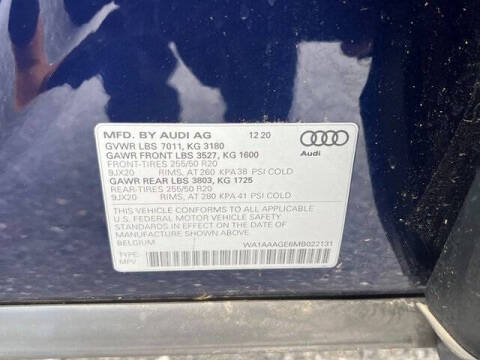 MFD. BY AUDI AG 12 20
GVWR LBS 7011, KG 3180
GAWR FRONT LBS 3527, KG 1600
FRONT-TIRES 255/50 R20
9JX20 RIMS, AT 260 KPA 38 PSI COLD
GAWR REAR LBS 3803, KG 1725
REAR-TIRES 255/50 R20
9JX20 RIMS, AT 280 KPA 41 PSI COLD
Audi
THIS VEHICLE CONFORMS TO ALL APPLICABLE
U.S. FEDERAL MOTOR VEHICLE SAFETY
STANDARDS IN EFFECT ON THE DATE OF
MANUFACTURE SHOWN ABOVE.
BELGIUM WA1AAAGE6MB022131
TYPE:
MPV